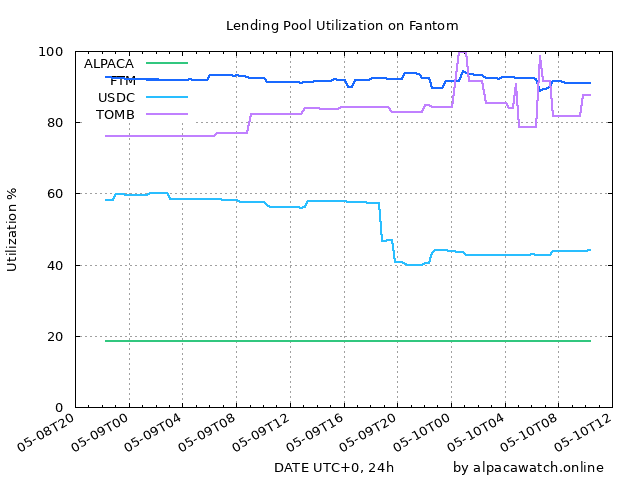 Lending Pool Utilization on Fantom
100
80
60
40
20
0
Utilization %
ALPACA
FTM
USDC
TOMB
05-08T20
05-09T00
05-09T04
05-09T08
05-09T12
05-09T16
05-09T20
05-10T00
05-10T04
05-10T08
05-10T12
DATE UTC+0, 24h
by alpacawatch.online